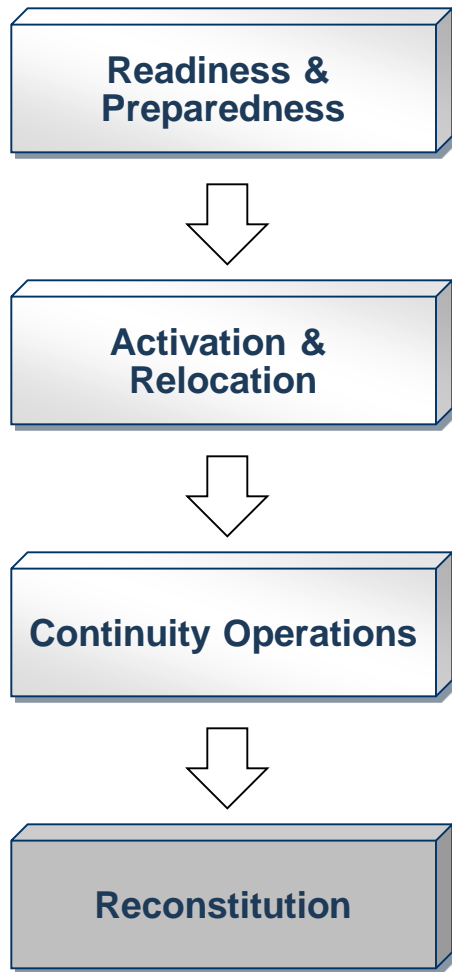 Readiness &
Preparedness
Activation &
Relocation
Continuity Operations
Reconstitution